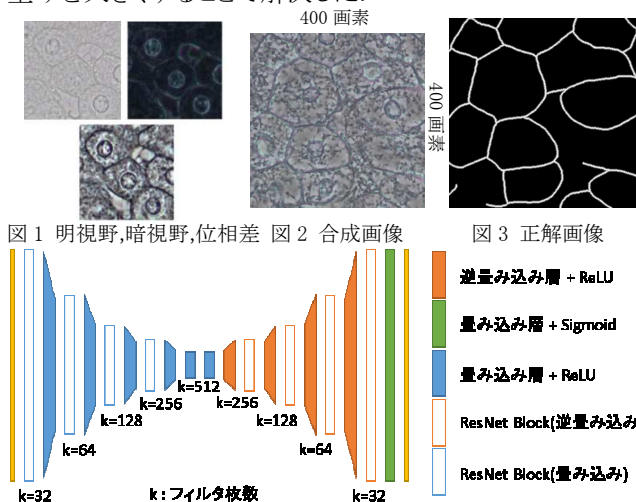 400 画素
400 画素
図 1 明視野,暗視野,位相差
図 2 合成画像
図 3 正解画像
逆畳み込み層 + ReLU
畳み込み層 + Sigmoid
畳み込み層 + ReLU
ResNet Block(逆畳み込み
ResNet Block(畳み込み)
k=512
k=256
k=256
k=128
k=128
k=64
k=64
k=32
k : フィルタ枚数
k=32